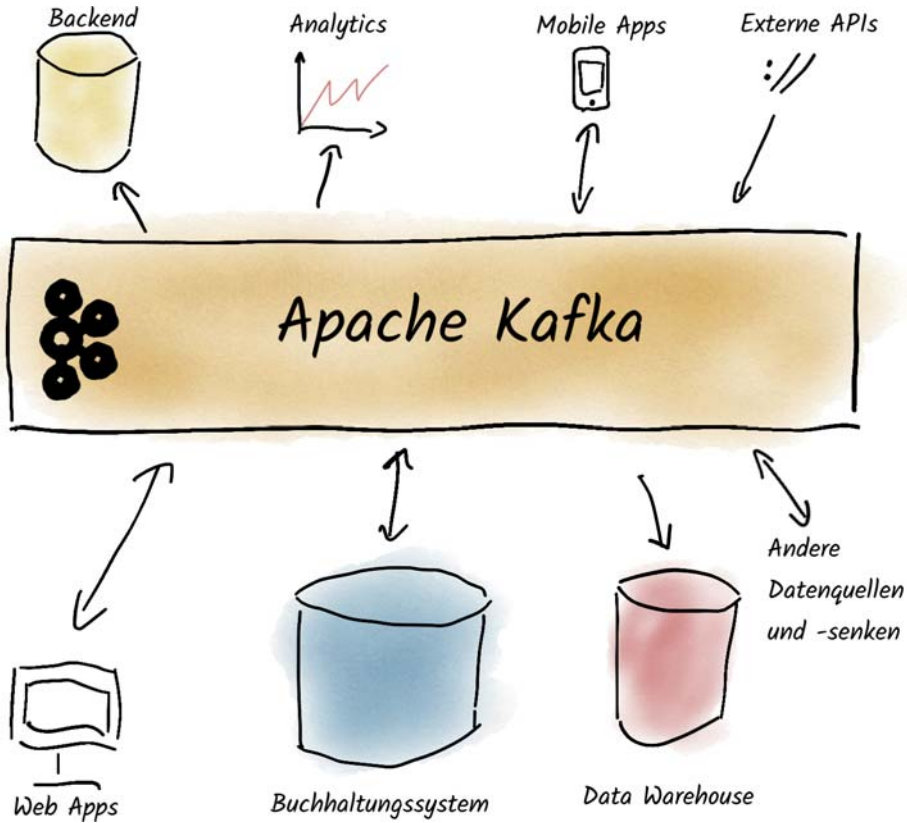 Backend
Analytics
Mobile Apps
Externe APIs
://
Apache Kafka
Andere
Datenquellen
und -senken
Web Apps
Buchhaltungssystem
Data Warehouse